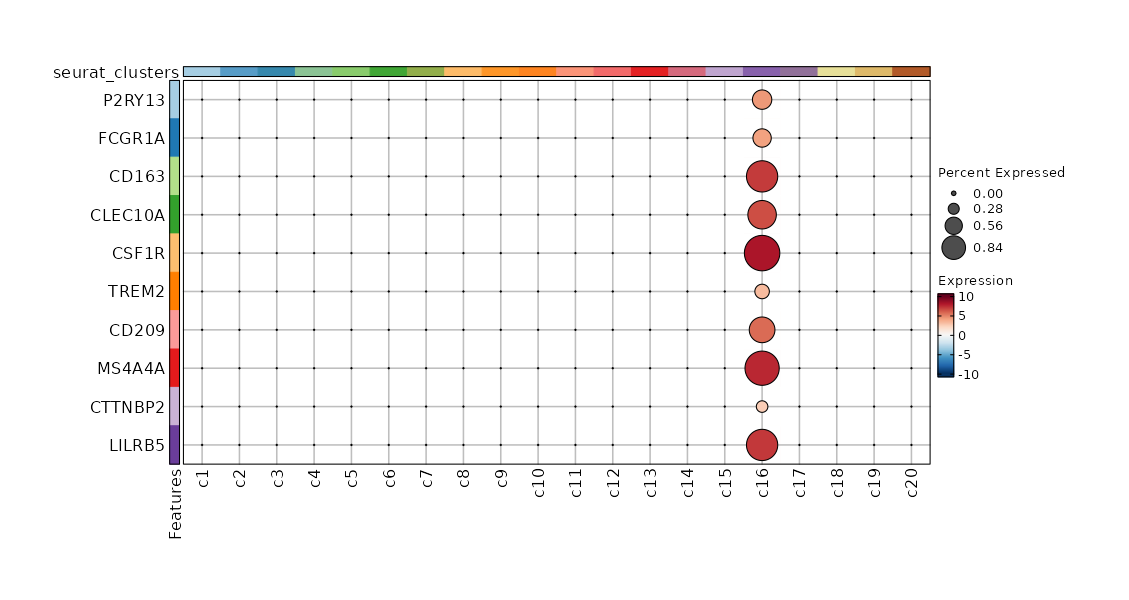 seurat_clusters
P2RY13
FCGR1A
CD163
CLEC10A
CSF1R
TREM2
CD209
MS4A4A
CTTNBP2
LILRB5
Features
c1
c2
c3
c4
c5
c6
c7
c8
c9
c10
c11
c12
c13
c14
c15
c16
c17
c18
c19
c20
Percent Expressed
0.00
0.28
0.56
0.84
Expression
10
5
0
-5
-10